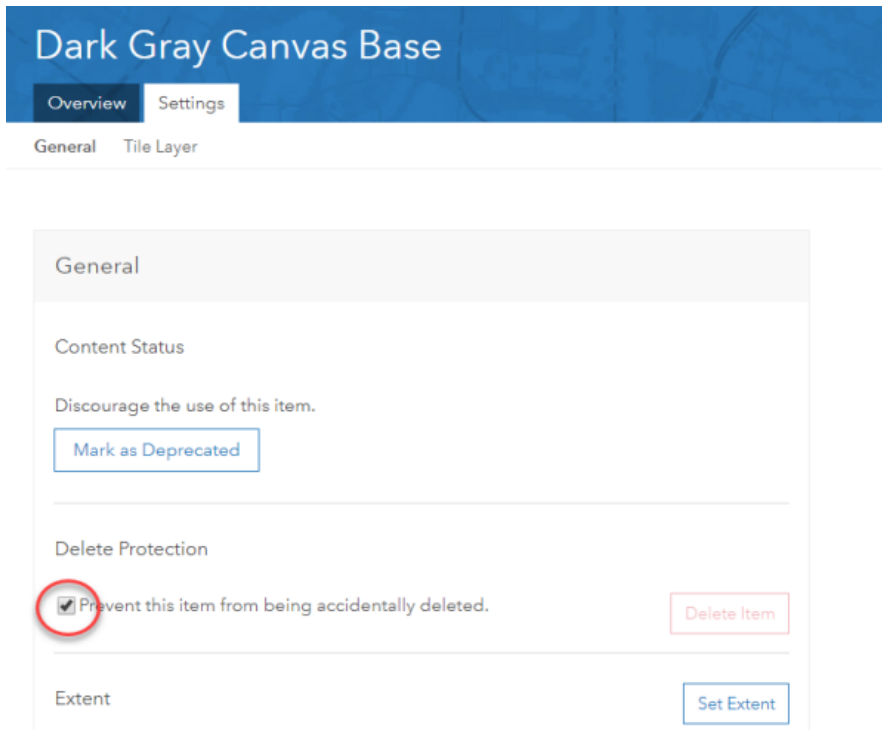 Dark Gray Canvas Base
Overview Settings
General Tile Layer
General
Content Status
Discourage the use of this item.
Mark as Deprecated
Delete Protection
Prevent this item from being accidentally deleted.
Delete Item
Extent
Set Extent